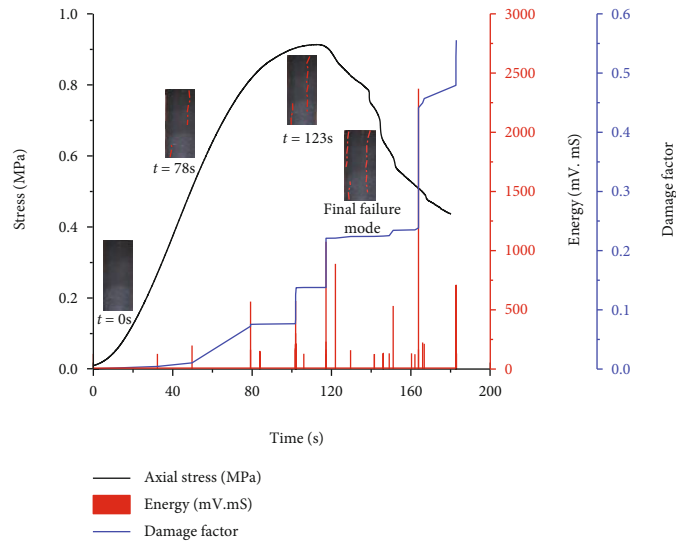 1.0
0.8
0.6
0.4
0.2
0.0
Stress (MPa)
0
40
80
120
160
200
Time (s)
3000
2500
2000
1500
1000
500
0
Energy (mV. mS)
0.6
0.5
0.4
0.3
0.2
0.1
0.0
Damage factor
t = 0s
t = 78s
t = 123s
Final failure
mode
Axial stress (MPa)
Energy (mV.mS)
Damage factor